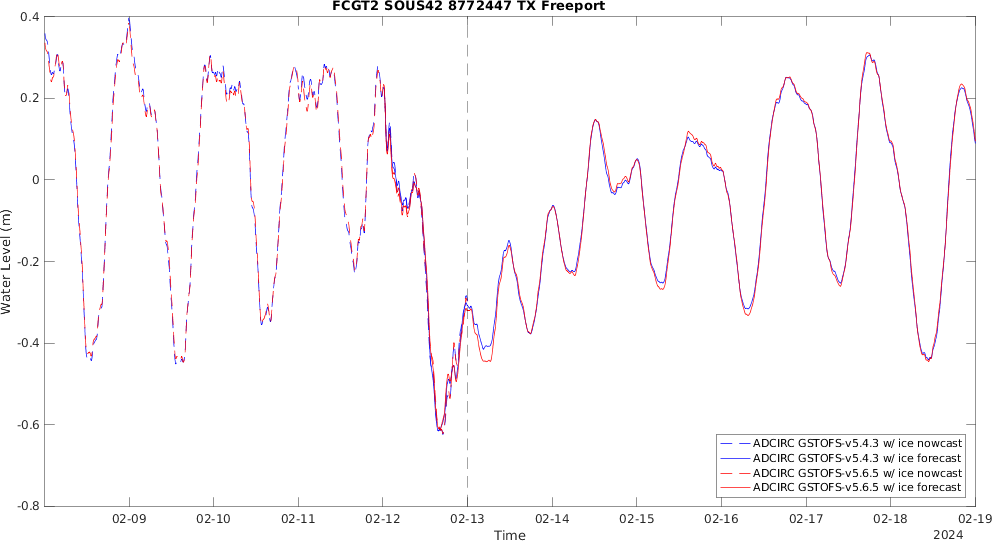 FCGT2 SOUS42 8772447 TX Freeport
0.4
0.2
0
-0.2
-0.4
-0.6
-0.8
Water Level (m)
ADCIRC GSTOFS-v5.4.3 w/ ice nowcast
ADCIRC GSTOFS-v5.4.3 w/ ice forecast
ADCIRC GSTOFS-v5.6.5 w/ ice nowcast
ADCIRC GSTOFS-v5.6.5 w/ ice forecast
02-09 02-10 02-11 02-12 02-13 02-14 02-15 02-16 02-17 02-18 02-19
Time
2024